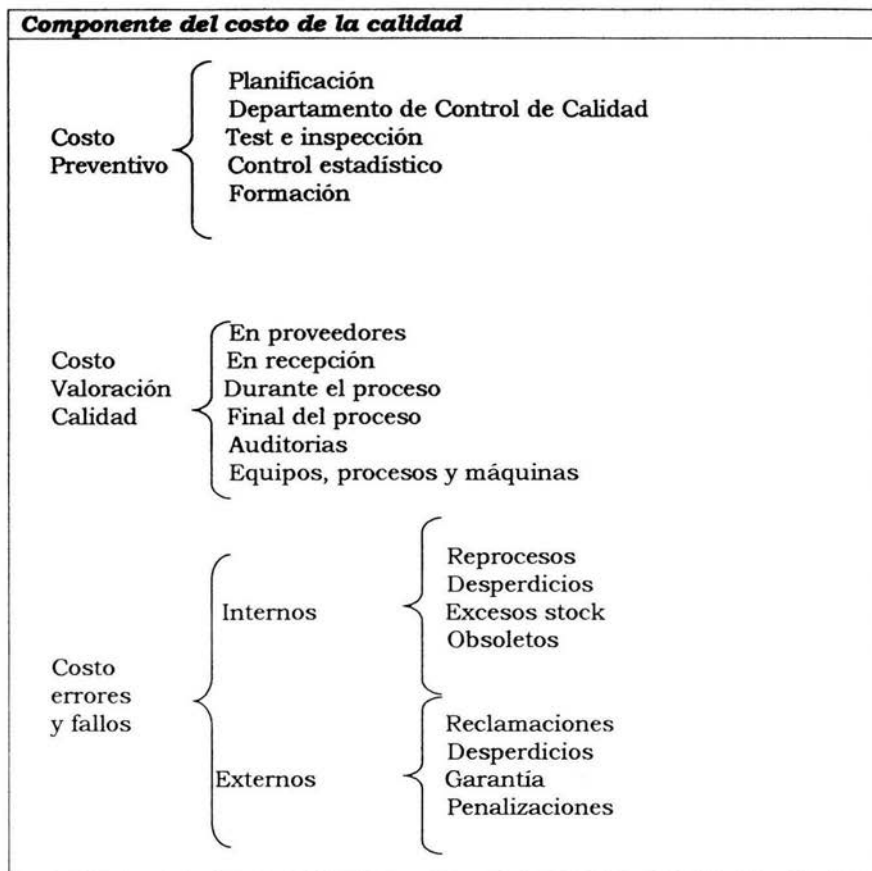 Componente del costo de la calidad
Costo
Preventivo
Planificación
Departamento de Control de Calidad
Test e inspección
Control estadístico
Formación
Costo
Valoración
Calidad
En proveedores
En recepción
Durante el proceso
Final del proceso
Auditorias
Equipos, procesos y máquinas
Costo
errores
y fallos
Internos
Reprocesos
Desperdicios
Excesos stock
Obsoletos
Externos
Reclamaciones
Desperdicios
Garantía
Penalizaciones